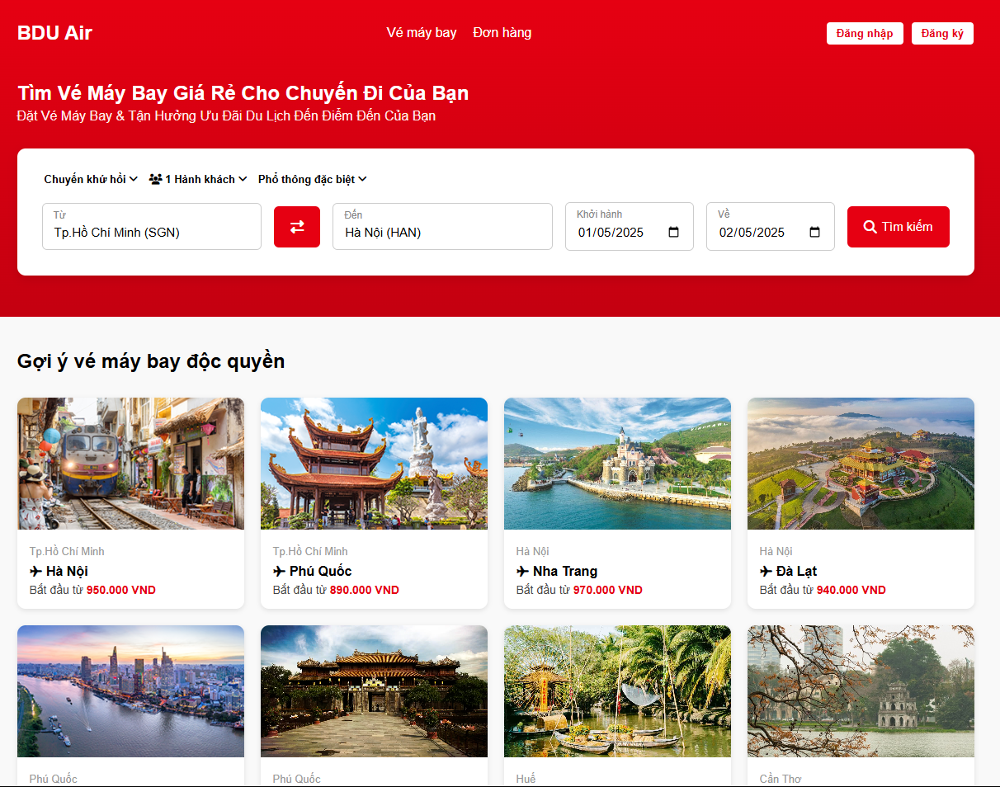 BDU Air
Vé máy bay
Đơn hàng
Đăng nhập
Đăng ký
Tìm Vé Máy Bay Giá Rẻ Cho Chuyến Đi Của Bạn
Đặt Vé Máy Bay & Tận Hưởng Ưu Đãi Du Lịch Đến Điểm Đến Của Bạn
Chuyến khứ hồi
1 Hành khách
Phổ thông đặc biệt
Từ
Tp.Hồ Chí Minh (SGN)
Đến
Hà Nội (HAN)
Khởi hành
01/05/2025
Về
02/05/2025
Tìm kiếm
Gợi ý vé máy bay độc quyền
Tp.Hồ Chí Minh
Hà Nội
Bắt đầu từ 950.000 VND
Tp.Hồ Chí Minh
Phú Quốc
Bắt đầu từ 890.000 VND
Hà Nội
Nha Trang
Bắt đầu từ 970.000 VND
Hà Nội
Đà Lạt
Bắt đầu từ 940.000 VND
Phú Quốc
Phú Quốc
Huế
Cần Thơ